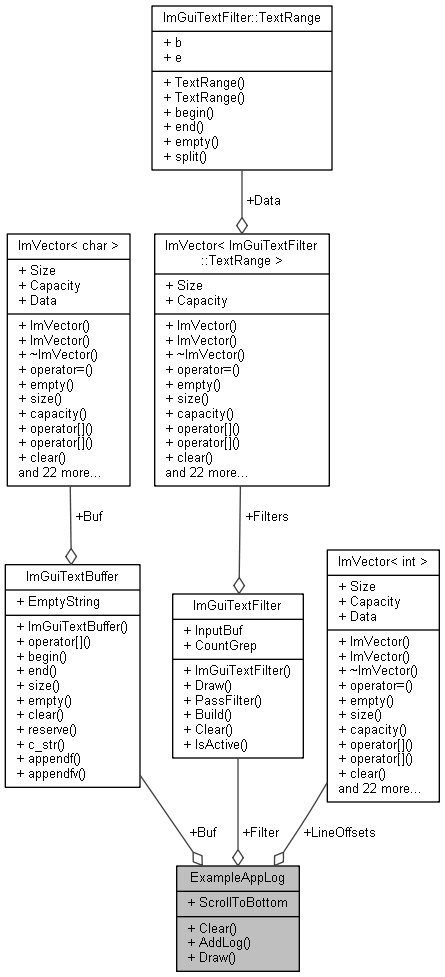 ImGuiTextFilter::TextRange
+ b
+ e
+ TextRange()
+ TextRange()
+ begin()
+ end()
+ empty()
+ split()
+Data
ImVector< char >
+ Size
+ Capacity
+ Data
+ ImVector()
+ ImVector()
+ ~ImVector()
+ operator=()
+ empty()
+ size()
+ capacity()
+ operator[]()
+ operator[]()
+ clear()
and 22 more...
ImVector< ImGuiTextFilter
::TextRange >
+ Size
+ Capacity
+ ImVector()
+ ImVector()
+ ~ImVector()
+ operator=()
+ empty()
+ size()
+ capacity()
+ operator[]()
+ operator[]()
+ clear()
and 22 more...
+Buf
+Filters
ImGuiTextBuffer
+ EmptyString
+ ImGuiTextBuffer()
+ operator[]()
+ begin()
+ end()
+ size()
+ empty()
+ clear()
+ reserve()
+ c_str()
+ appendf()
+ appendfv()
ImGuiTextFilter
+ InputBuf
+ CountGrep
+ ImGuiTextFilter()
+ Draw()
+ PassFilter()
+ Build()
+ Clear()
+ IsActive()
ImVector< int >
+ Size
+ Capacity
+ Data
+ ImVector()
+ ImVector()
+ ~ImVector()
+ operator=()
+ empty()
+ size()
+ capacity()
+ operator[]()
+ operator[]()
+ clear()
and 22 more...
+Buf
+Filter
+LineOffsets
ExampleAppLog
+ ScrollToBottom
+ Clear()
+ AddLog()
+ Draw()